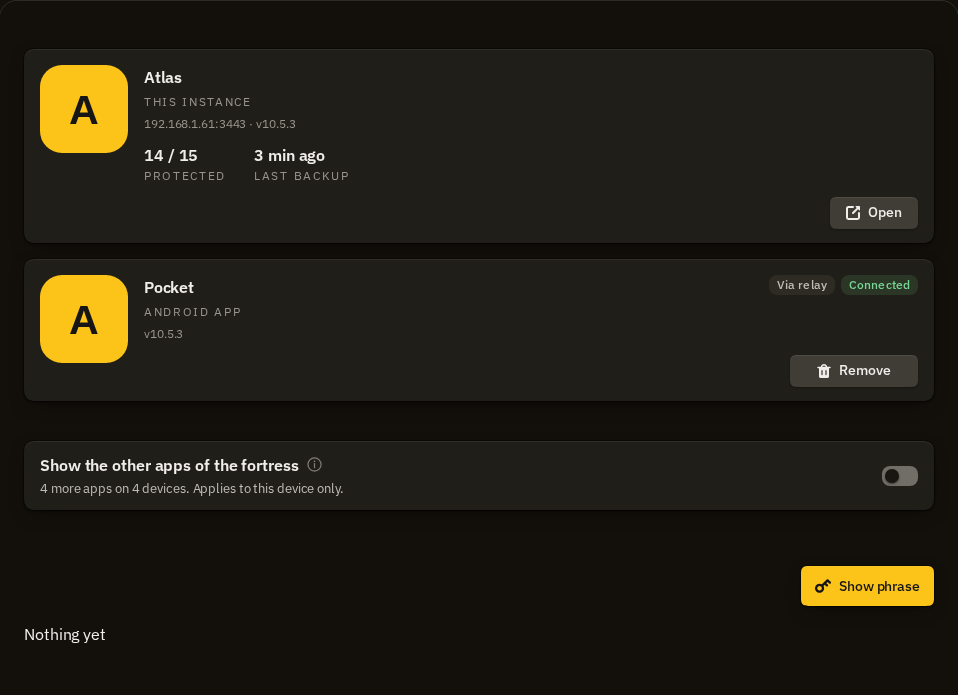 A
Atlas
THIS INSTANCE
192.168.1.61:3443 · v10.5.3
14 / 15
3 min ago
PROTECTED
LAST BACKUP
Open
A
Pocket
Via relay
Connected
ANDROID APP
v10.5.3
Remove
Show the other apps of the fortress
4 more apps on 4 devices. Applies to this device only.
Show phrase
Nothing yet